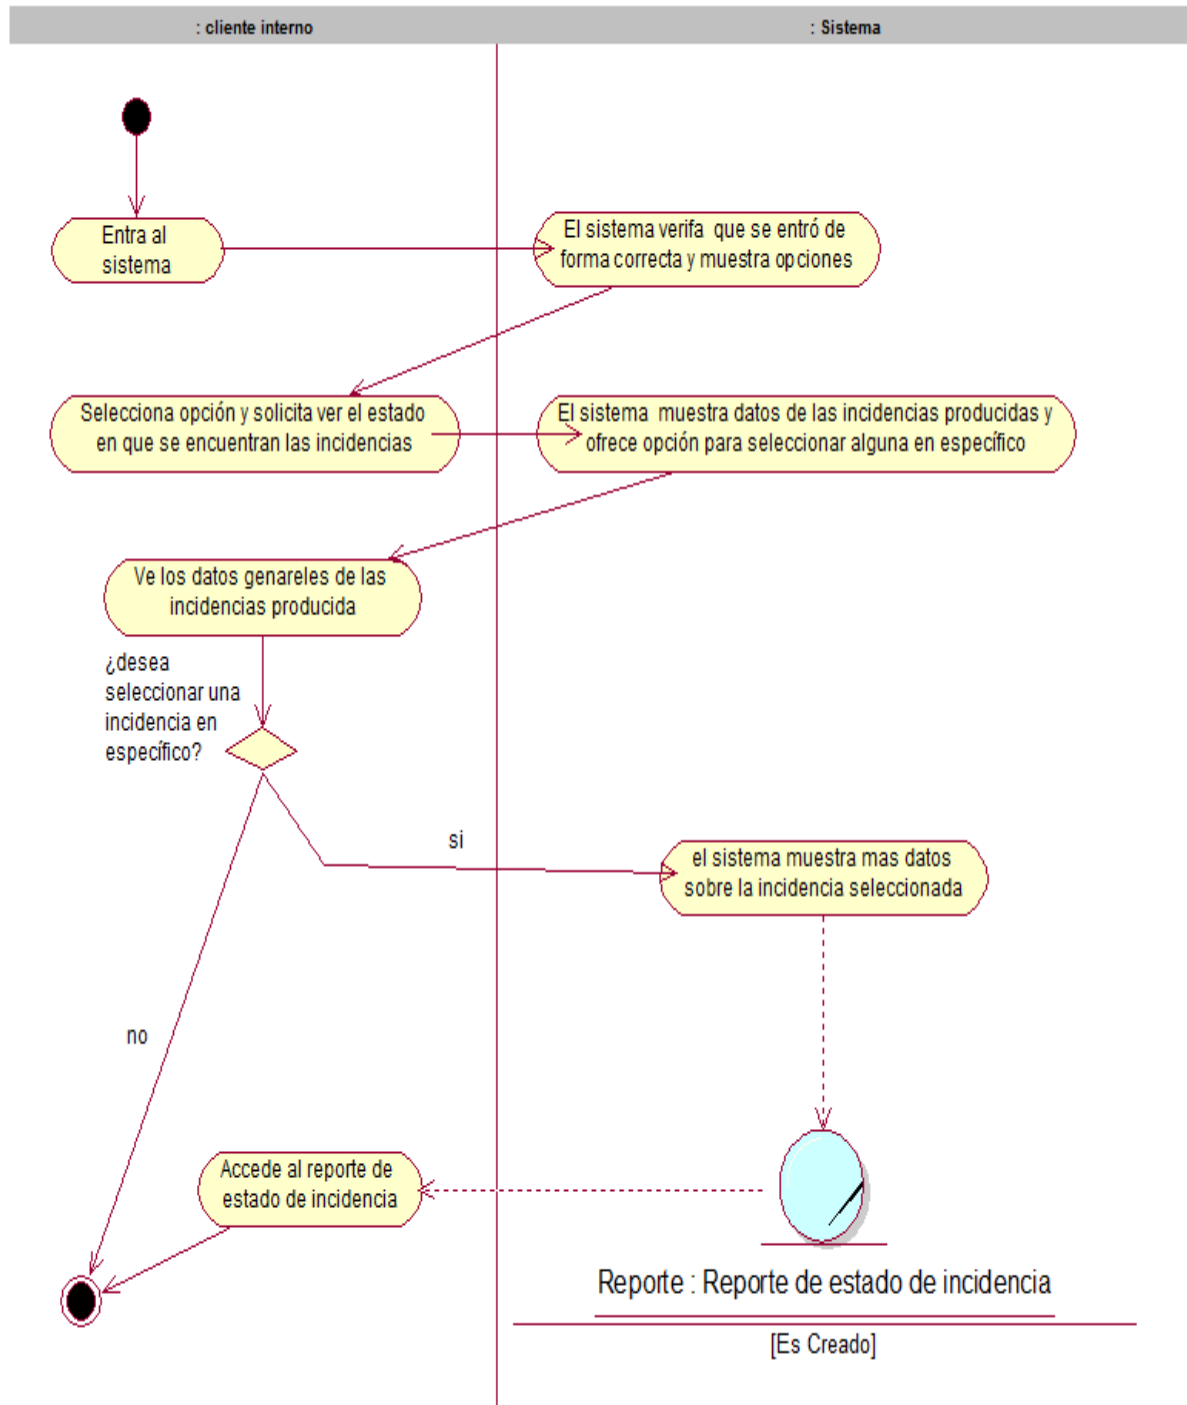 : cliente interno
: Sistema
Entra al
sistema
El sistema verifa que se entró de
forma correcta y muestra opciones
Selecciona opción y solicita ver el estado
en que se encuentran las incidencias
El sistema muestra datos de las incidencias producidas y
ofrece opción para seleccionar alguna en específico
Ve los datos genareles de las
incidencias producida
¿desea
seleccionar una
incidencia en
específico?
si
el sistema muestra mas datos
sobre la incidencia seleccionada
no
Accede al reporte de
estado de incidencia
Reporte : Reporte de estado de incidencia
[Es Creado]